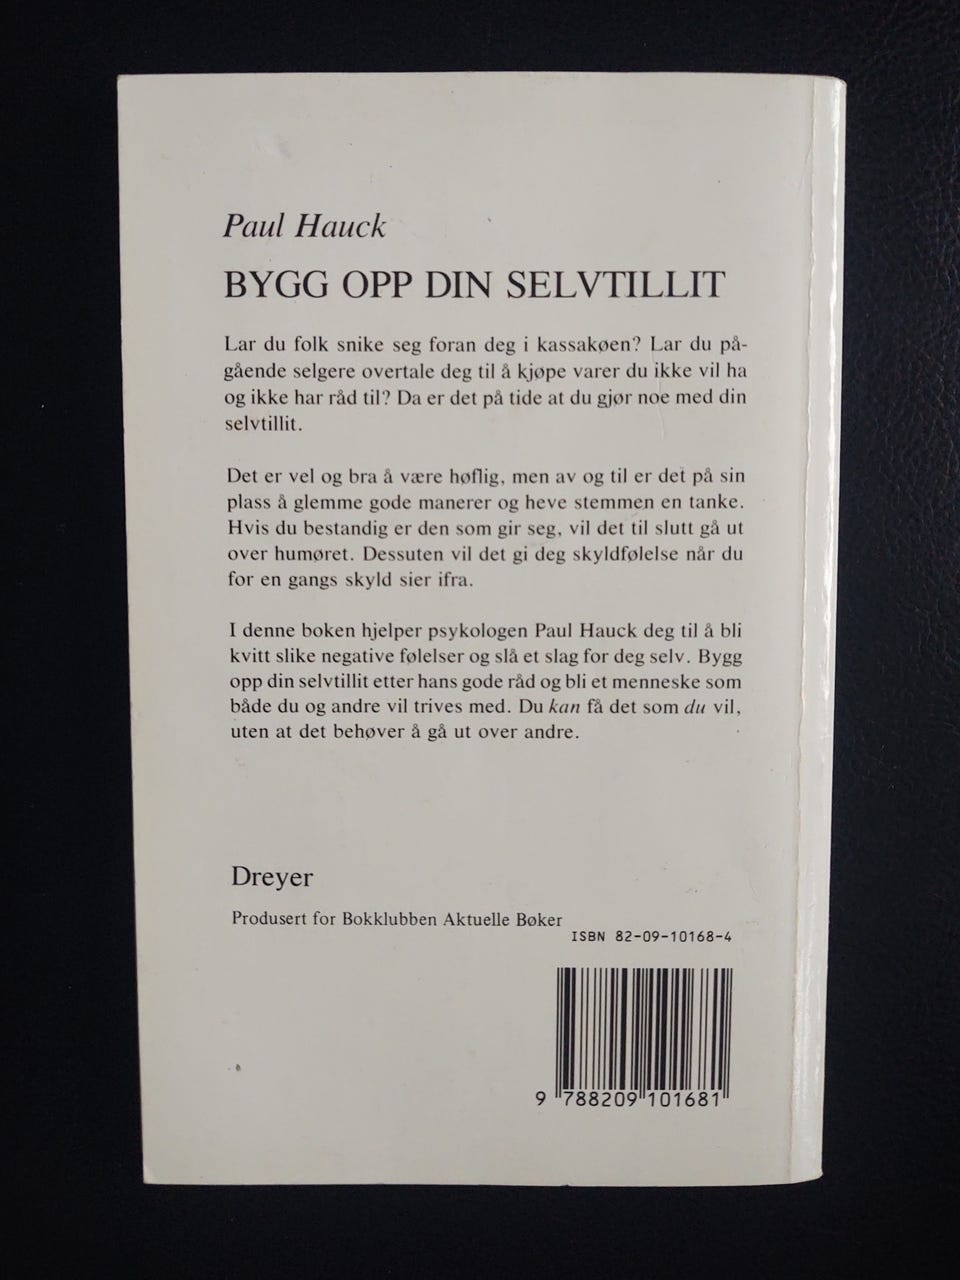 Paul Hauck
BYGG OPP DIN SELVTILLIT
Lar du folk snike seg foran deg i kassakøen? Lar du på-
gående selgere overtale deg til å kjøpe varer du ikke vil ha
og ikke har råd til? Da er det på tide at du gjør noe med din
selvtillit.
Det er vel og bra å være høflig, men av og til er det på sin
plass å glemme gode manerer og heve stemmen en tanke.
Hvis du bestandig er den som gir seg, vil det til slutt gå ut
over humøret. Dessuten vil det gi deg skyldfølelse når du
for en gangs skyld sier ifra.
I denne boken hjelper psykologen Paul Hauck deg til å bli
kvitt slike negative følelser og slå et slag for deg selv. Bygg
opp din selvtillit etter hans gode råd og bli et menneske som
både du og andre vil trives med. Du kan få det som du vil,
uten at det behøver å gå ut over andre.
Dreyer
Produsert for Bokklubben Aktuelle Bøker
ISBN 82-09-10168-4
9 788209 101681